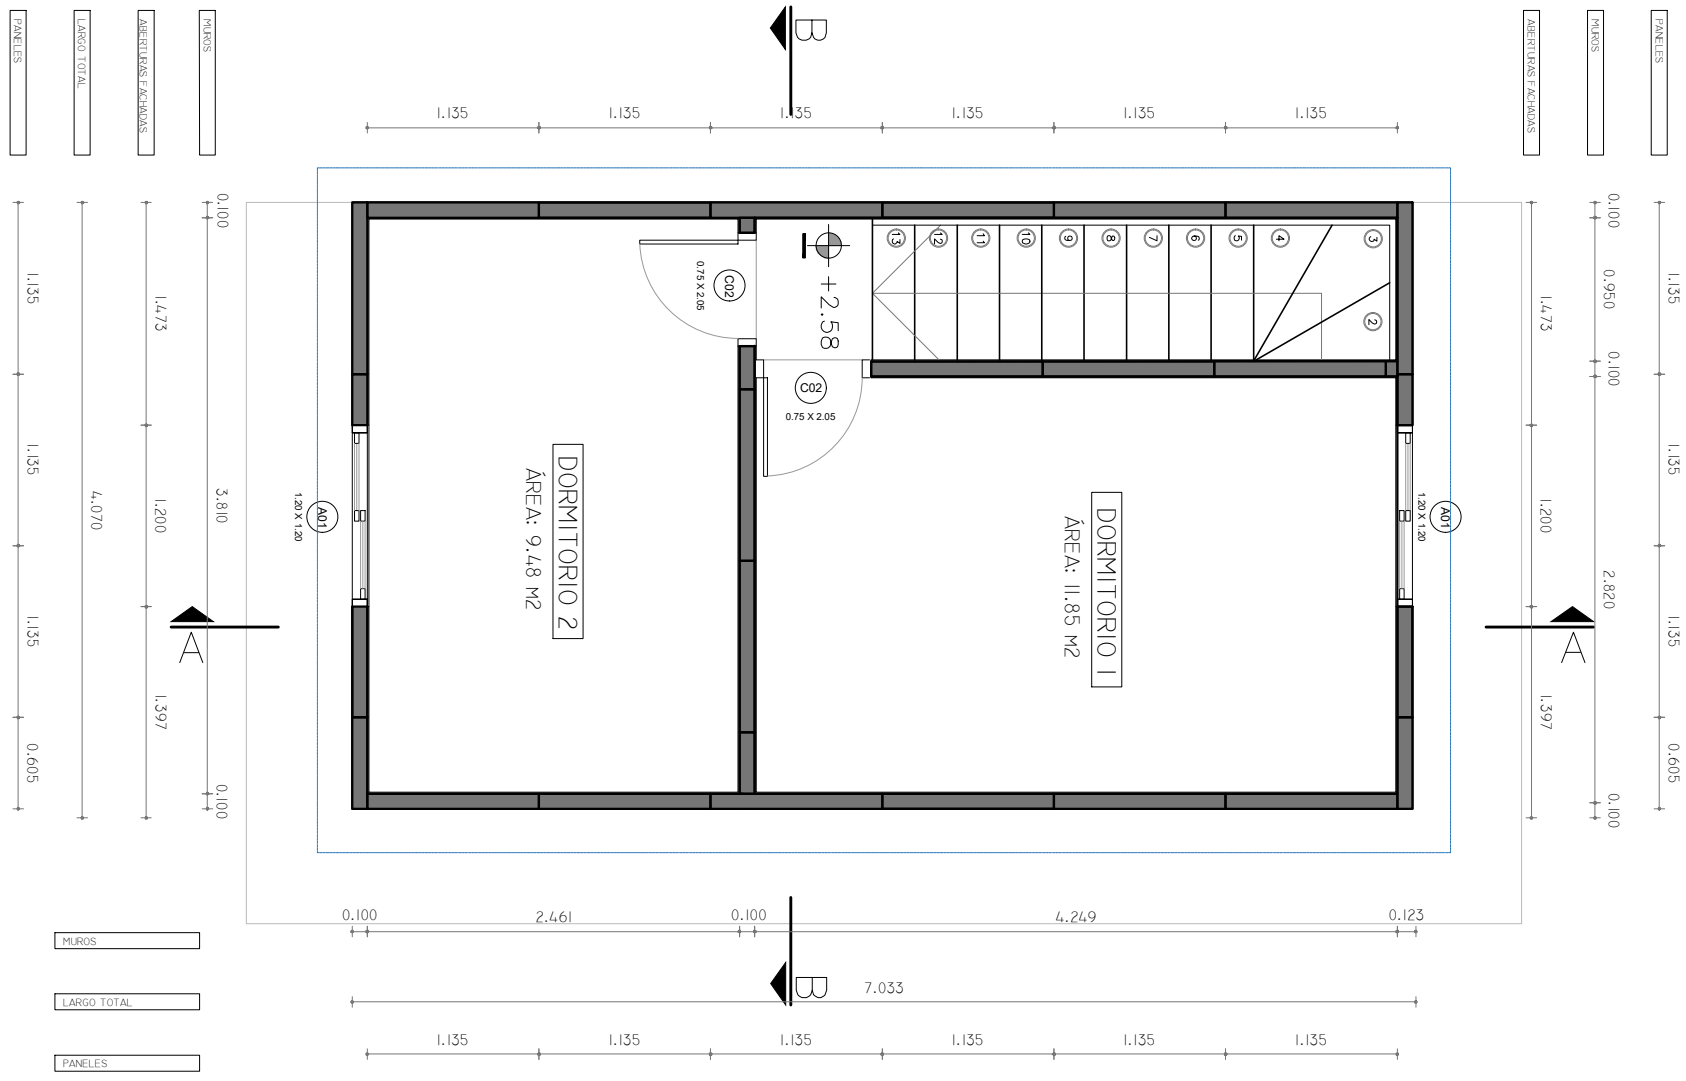 PANELES
LARGO TOTAL
ABERTURAS FACHADAS
MUROS
B
ABERTURAS FACHADAS
MUROS
PANELES
1.135 1.135 1.135 1.135 1.135 1.135
0.100
3.810
0.100
1.473
1.200
1.397
4.070
1.135
1.135
1.135
0.605
A
A01
1.20 X 1.20
C02
0.75 X 2.05
+2.58
13 12 11 10 9 8 7 6 5 4 3
2
C02
0.75 X 2.05
DORMITORIO 2
ÁREA: 9.48 M2
DORMITORIO 1
ÁREA: 11.85 M2
A01
1.20 X 1.20
1.473
1.200
1.397
0.100
0.950
0.100
2.820
0.100
1.135
1.135
1.135
0.605
A
0.100 2.461 0.100 4.249 0.123
MUROS
B
7.033
LARGO TOTAL
1.135 1.135 1.135 1.135 1.135 1.135
PANELES